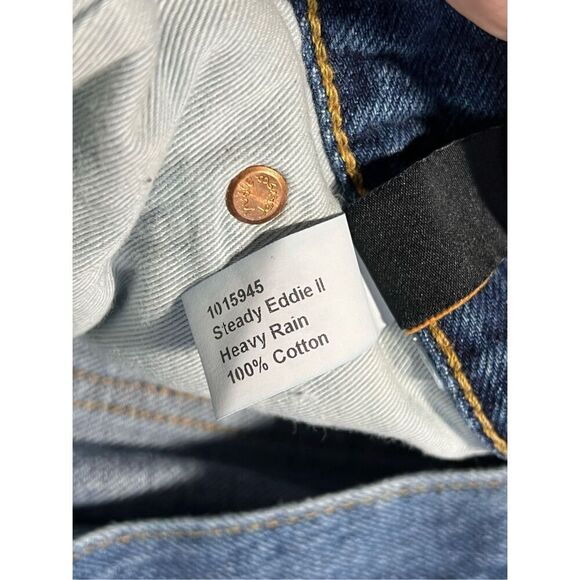 1015945
Steady Eddie II
Heavy Rain
100% Cotton